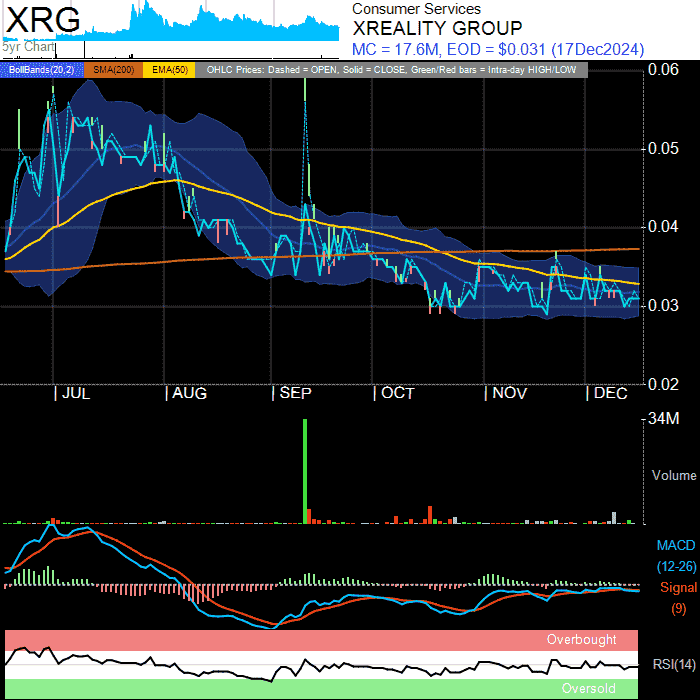 XRG
Consumer Services
XREALITY GROUP
MC = 17.6M, EOD = $0.031 (17Dec2024)
5yr Chart
BollBands(20,2) SMA(200) EMA(50) OHLC Prices: Dashed = OPEN, Solid = CLOSE, Green/Red bars = Intra-day HIGH/LOW
0.06
0.05
0.04
0.03
0.02
JUL AUG SEP OCT NOV DEC
34M
Volume
MACD
(12-26)
Signal
(9)
Overbought
RSI(14)
Oversold